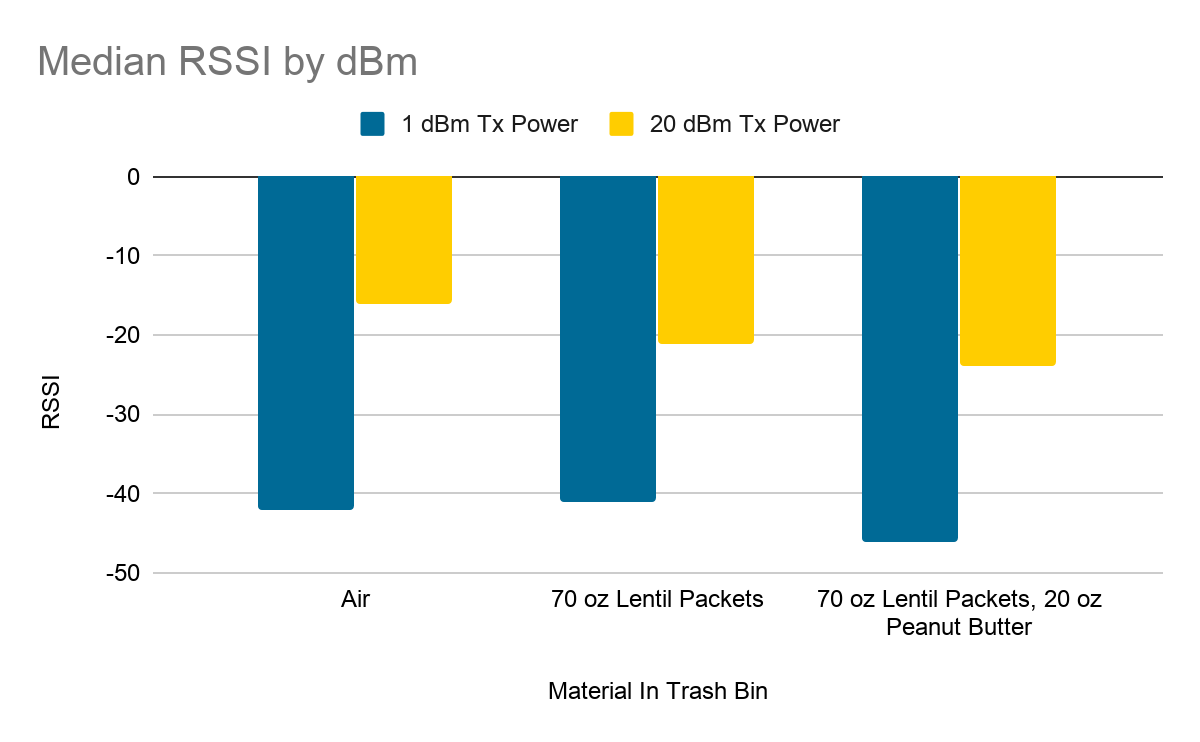 Median RSSI by dBm
1 dBm Tx Power
20 dBm Tx Power
0
-10
-20
-30
-40
-50
RSSI
Air
70 oz Lentil Packets
70 oz Lentil Packets, 20 oz
Peanut Butter
Material In Trash Bin